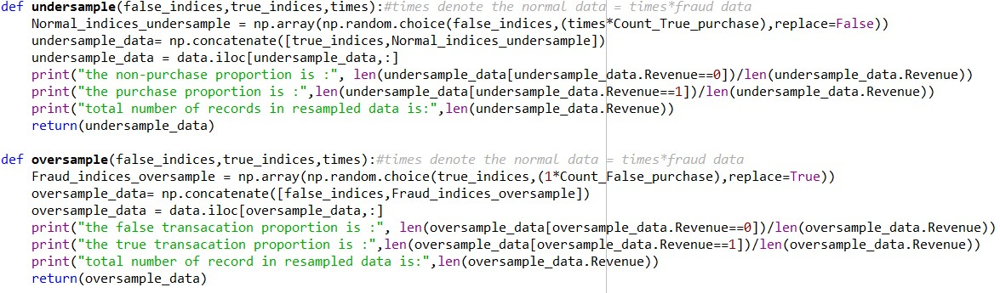 def undersample(false_indices,true_indices,times):#times denote the normal data = times*fraud data
    Normal_indices_undersample = np.array(np.random.choice(false_indices,(times*Count_True_purchase),replace=False))
    undersample_data= np.concatenate([true_indices,Normal_indices_undersample])
    undersample_data = data.iloc[undersample_data,:]
    print("the non-purchase proportion is :", len(undersample_data[undersample_data.Revenue==0])/len(undersample_data.Revenue))
    print("the purchase proportion is :",len(undersample_data[undersample_data.Revenue==1])/len(undersample_data.Revenue))
    print("total number of records in resampled data is:",len(undersample_data.Revenue))
    return(undersample_data)

def oversample(false_indices,true_indices,times):#times denote the normal data = times*fraud data
    Fraud_indices_oversample = np.array(np.random.choice(true_indices,(1*Count_False_purchase),replace=True))
    oversample_data= np.concatenate([false_indices,Fraud_indices_oversample])
    oversample_data = data.iloc[oversample_data,:]
    print("the false transacation proportion is :", len(oversample_data[oversample_data.Revenue==0])/len(oversample_data.Revenue))
    print("the true transacation proportion is :",len(oversample_data[oversample_data.Revenue==1])/len(oversample_data.Revenue))
    print("total number of record in resampled data is:",len(oversample_data.Revenue))
    return(oversample_data)